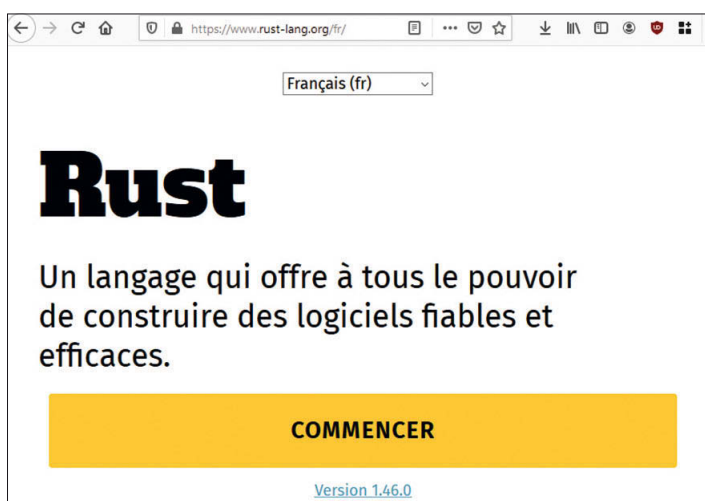 https://www.rust-lang.org/fr/
Français (fr)
Rust
Un langage qui offre à tous le pouvoir
de construire des logiciels fiables et
efficaces.
COMMENCER
Version 1.46.0